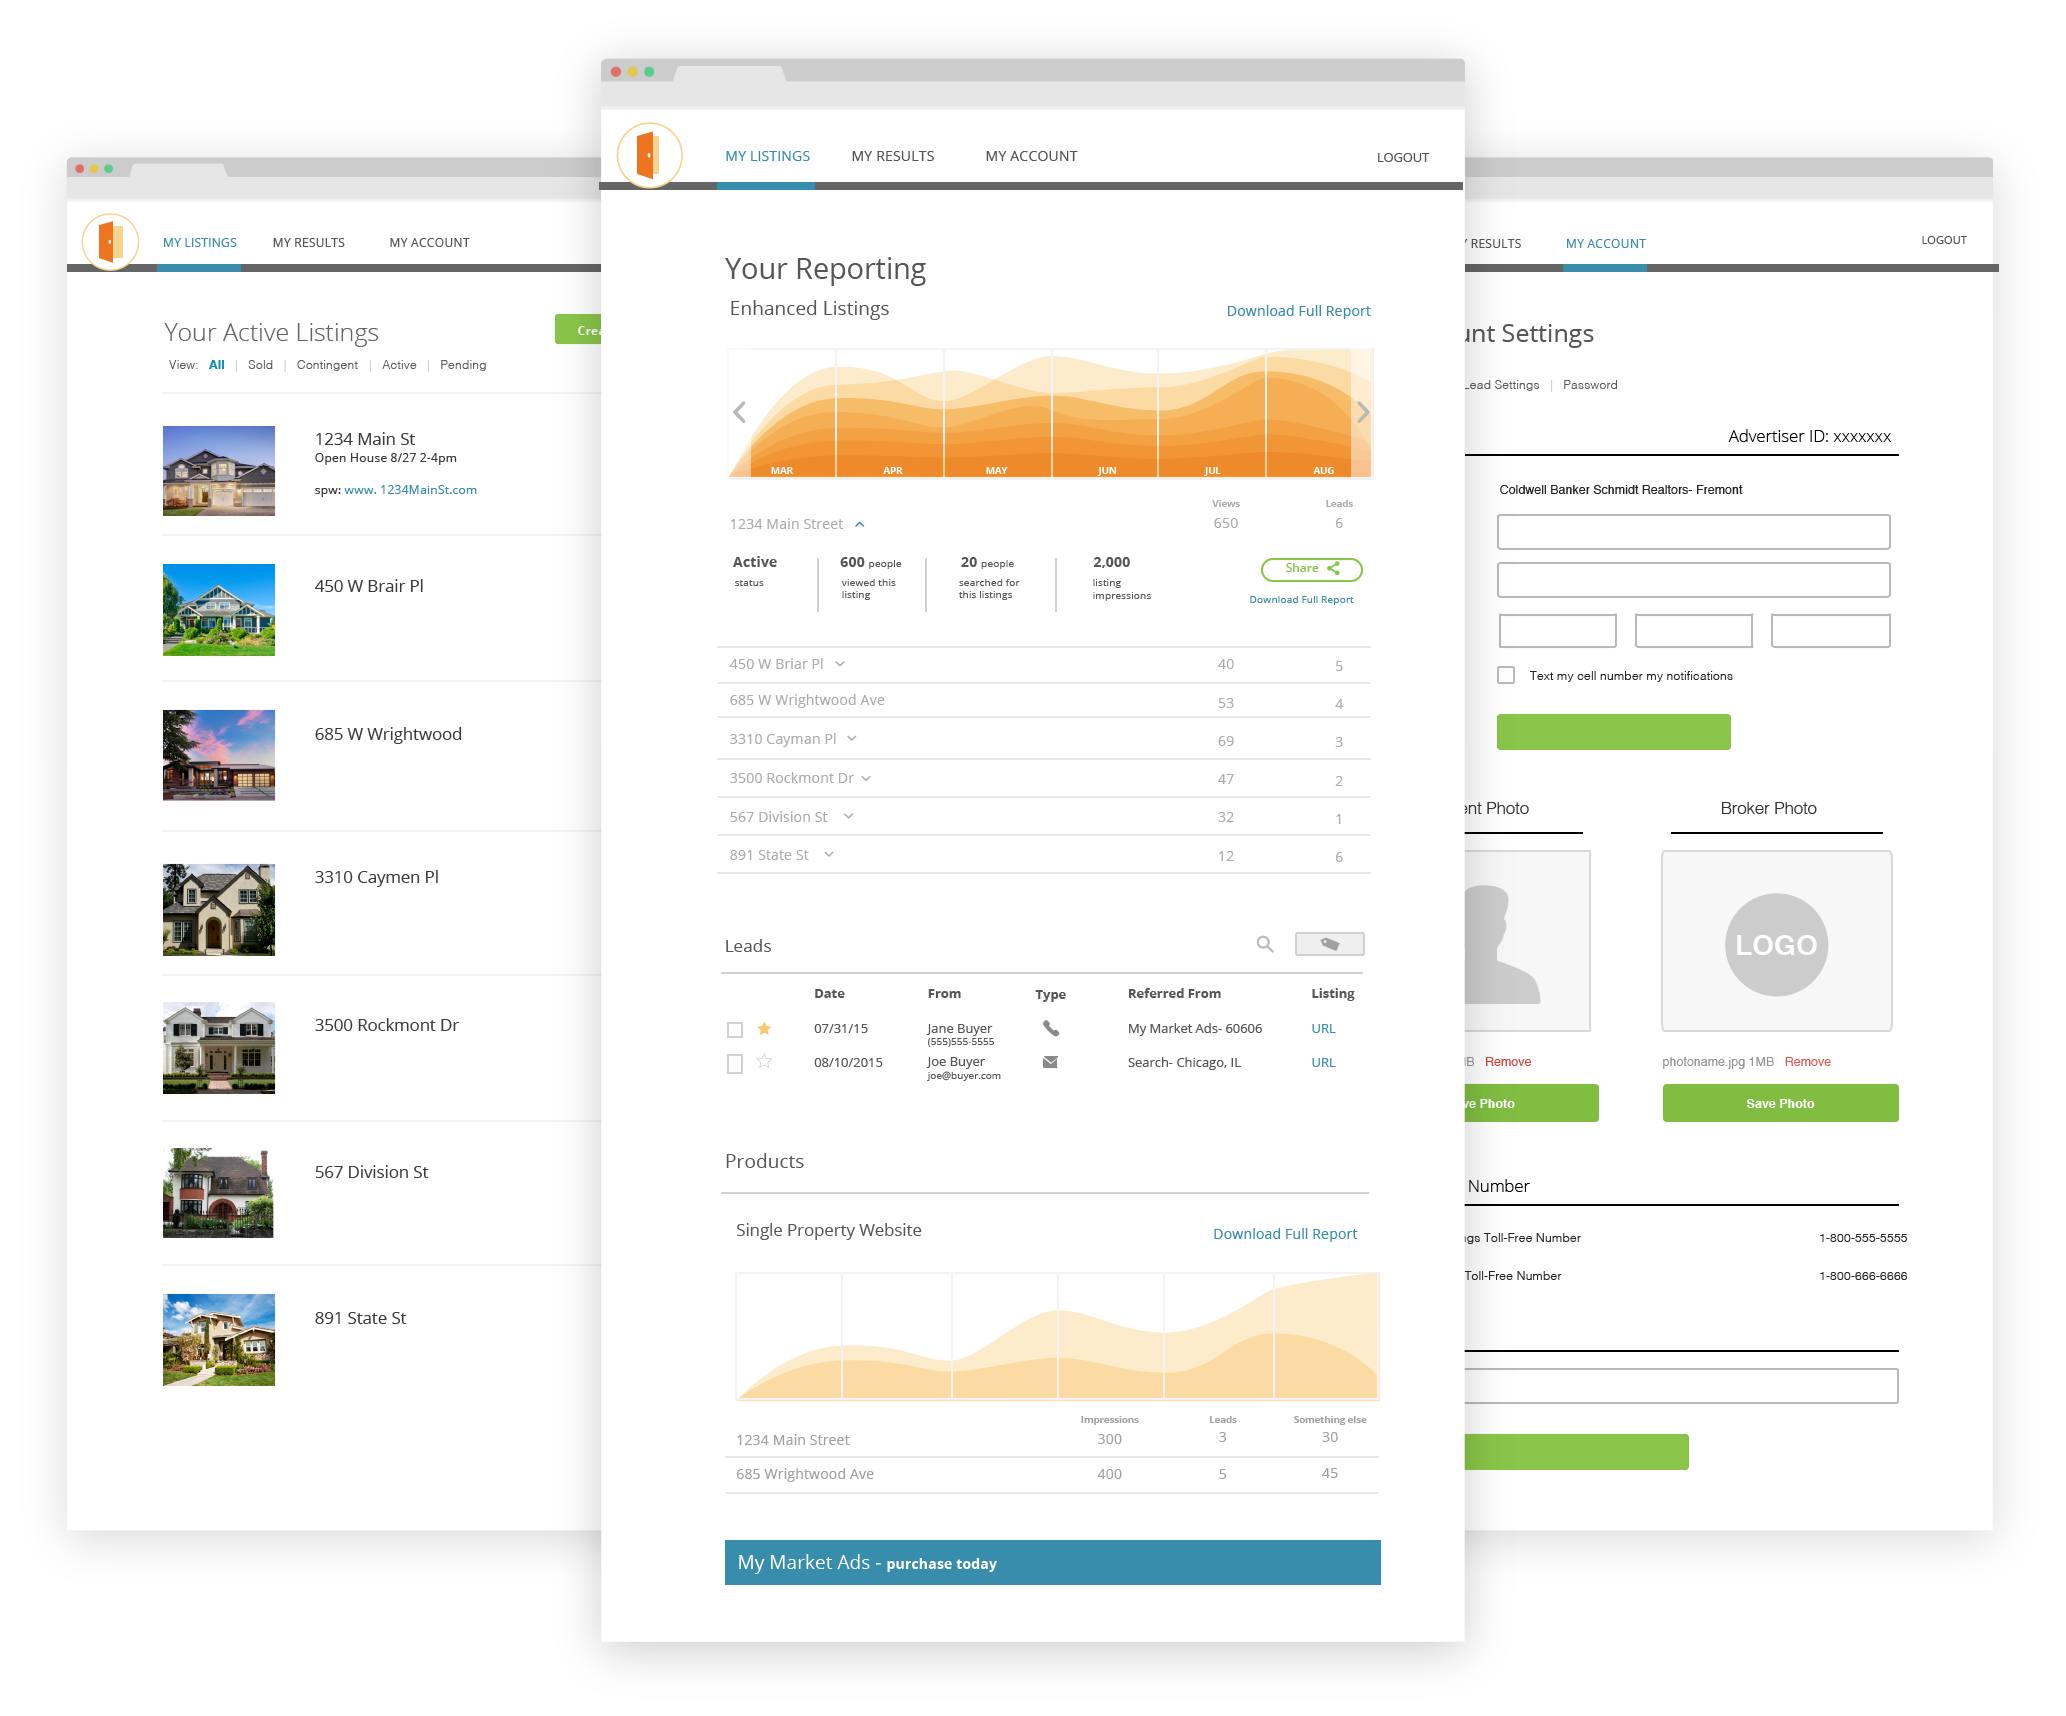 MY LISTINGS MY RESULTS MY ACCOUNT
Your Active Listings
View: All | Sold | Contingent | Active | Pending
1234 Main St
Open House 8/27 2-4pm
spw: www. 1234MainSt.com
450 W Brair Pl
685 W Wrightwood
3310 Caymen Pl
3500 Rockmont Dr
567 Division St
891 State St
MY LISTINGS MY RESULTS MY ACCOUNT LOGOUT
Your Reporting
Enhanced Listings Download Full Report
MAR APR MAY JUN JUL AUG
Views Leads
1234 Main Street 650 6
Active 600 people 20 people 2,000 Share
status viewed this searched for listing
listing this listings impressions Download Full Report
450 W Briar Pl 40 5
685 W Wrightwood Ave 53 4
3310 Cayman Pl 69 3
3500 Rockmont Dr 47 2
567 Division St 32 1
891 State St 12 6
Leads
Date From Type Referred From Listing
07/31/15 Jane Buyer My Market Ads- 60606 URL
(555)555-5555
08/10/2015 Joe Buyer Search- Chicago, IL URL
joe@buyer.com
Products
Single Property Website Download Full Report
Impressions Leads Something else
1234 Main Street 300 3 30
685 Wrightwood Ave 400 5 45
My Market Ads - purchase today
RESULTS MY ACCOUNT LOGOUT
Settings
Lead Settings | Password
Advertiser ID: xxxxxxx
Coldwell Banker Schmidt Realtors- Fremont
Text my cell number my notifications
Photo Broker Photo
LOGO
Remove photoname.jpg 1MB Remove
Photo Save Photo
Number
Toll-Free Number 1-800-555-5555
Toll-Free Number 1-800-666-6666